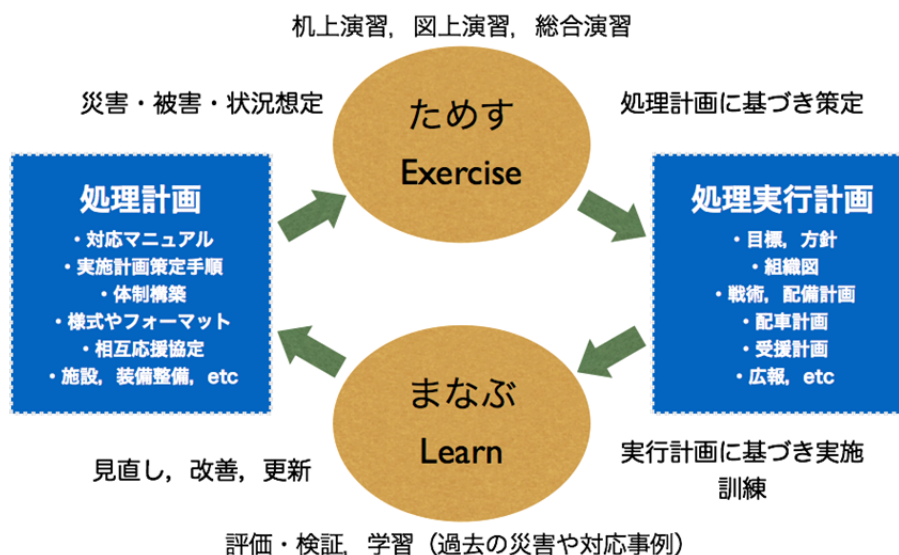 机上演習，図上演習，総合演習
災害・被害・状況想定
ためす
Exercise
処理計画に基づき策定
処理計画
・対応マニュアル
・実施計画策定手順
・体制構築
・様式やフォーマット
・相互応援協定
・施設，装備整備，etc
処理実行計画
・目標，方針
・組織図
・戦術，配備計画
・配車計画
・受援計画
・広報，etc
まなぶ
Learn
見直し，改善，更新
実行計画に基づき実施
訓練
評価・検証，学習（過去の災害や対応事例）